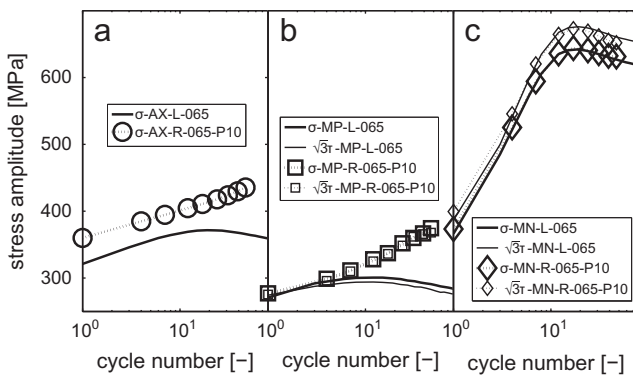 a
b
c
stress amplitude [MPa]
600
500
400
300
σ-AX-L-065
σ-AX-R-065-P10
σ-MP-L-065
√3τ-MP-L-065
σ-MP-R-065-P10
√3τ-MP-R-065-P10
σ-MN-L-065
√3τ-MN-L-065
σ-MN-R-065-P10
√3τ-MN-R-065-P10
10⁰ 10¹ 10⁰ 10¹ 10⁰ 10¹
cycle number [–] cycle number [–] cycle number [–]